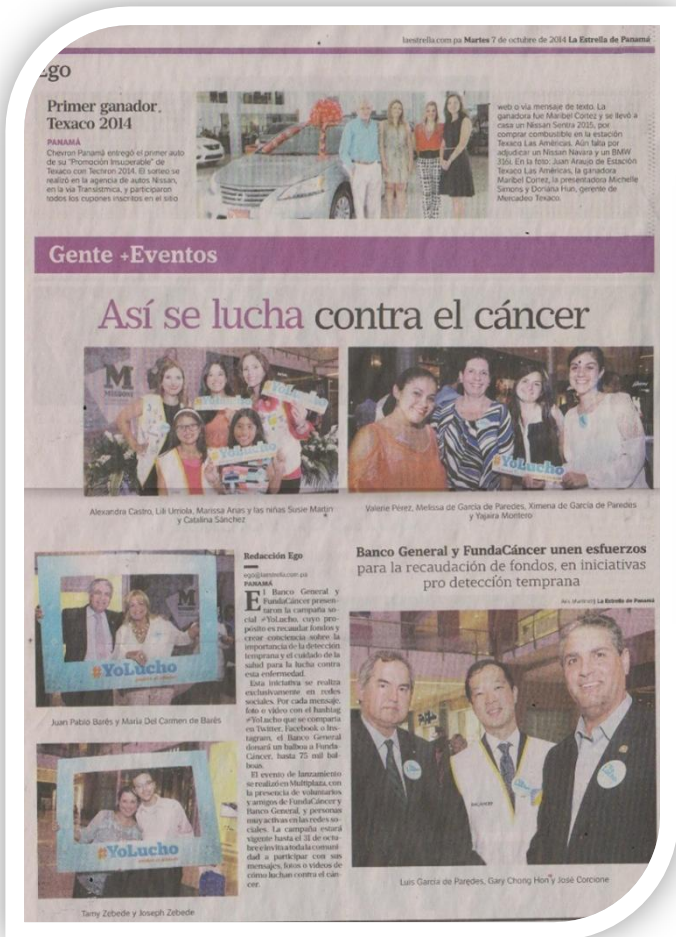 laestrella.com.pa Martes 7 de octubre de 2014 La Estrella de Panamá
Ego
Primer ganador
Texaco 2014
PANAMÁ
Chevron Panamá entregó el primer auto
de su "Promoción Insuperable" de
Texaco con Techron 2014. El sorteo se
realizó en la agencia de autos Nissan,
en la vía Transístmica, y participaron
todos los cupones inscritos en el sitio
web o vía mensaje de texto. La
ganadora fue Maribel Cortez y se llevó a
casa un Nissan Sentra 2015, por
comprar combustible en la estación
Texaco Las Américas. Aún falta por
adjudicar un Nissan Navara y un BMW
316i. En la foto: Juan Araujo de Estación
Texaco Las Américas, la ganadora
Maribel Cortez, la presentadora Michelle
Simons y Doriana Hun, gerente de
Mercadeo Texaco.
Gente +Eventos
Así se lucha contra el cáncer
M
#YoLucho
#YoLucho
#YoLucho
Alexandra Castro, Lili Urriola, Marissa Arias y las niñas Susie Martin
y Catalina Sánchez
Valerie Pérez, Melissa de García de Paredes, Ximena de García de Paredes
y Yajaira Montero
#YoLucho
Juan Pablo Barés y María Del Carmen de Barés
#YoLucho
Tamy Zebede y Joseph Zebede
Redacción Ego
ego@laestrella.com.pa
PANAMÁ
El Banco General y
FundaCáncer presen-
taron la campaña so-
cial #YoLucho, cuyo pro-
pósito es recaudar fondos y
crear conciencia sobre la
importancia de la detección
temprana y el cuidado de la
salud para la lucha contra
esta enfermedad.
Esta iniciativa se realiza
exclusivamente en redes
sociales. Por cada mensaje,
foto o video con el hashtag
#YoLucho que se comparta
en Twitter, Facebook o Ins-
tagram, el Banco General
donará un balboa a Funda-
Cáncer, hasta 75 mil bal-
boas.
El evento de lanzamiento
se realizó en Multiplaza, con
la presencia de voluntarios
y amigos de FundaCáncer y
Banco General, y personas
muy activas en las redes so-
ciales. La campaña estará
vigente hasta el 31 de octu-
bre e invita a toda la comuni-
dad a participar con sus
mensajes, fotos o videos de
cómo luchan contra el cán-
cer.
Banco General y FundaCáncer unen esfuerzos
para la recaudación de fondos, en iniciativas
pro detección temprana
La Estrella de Panamá
Luis García de Paredes, Gary Chong Hon y José Corcione